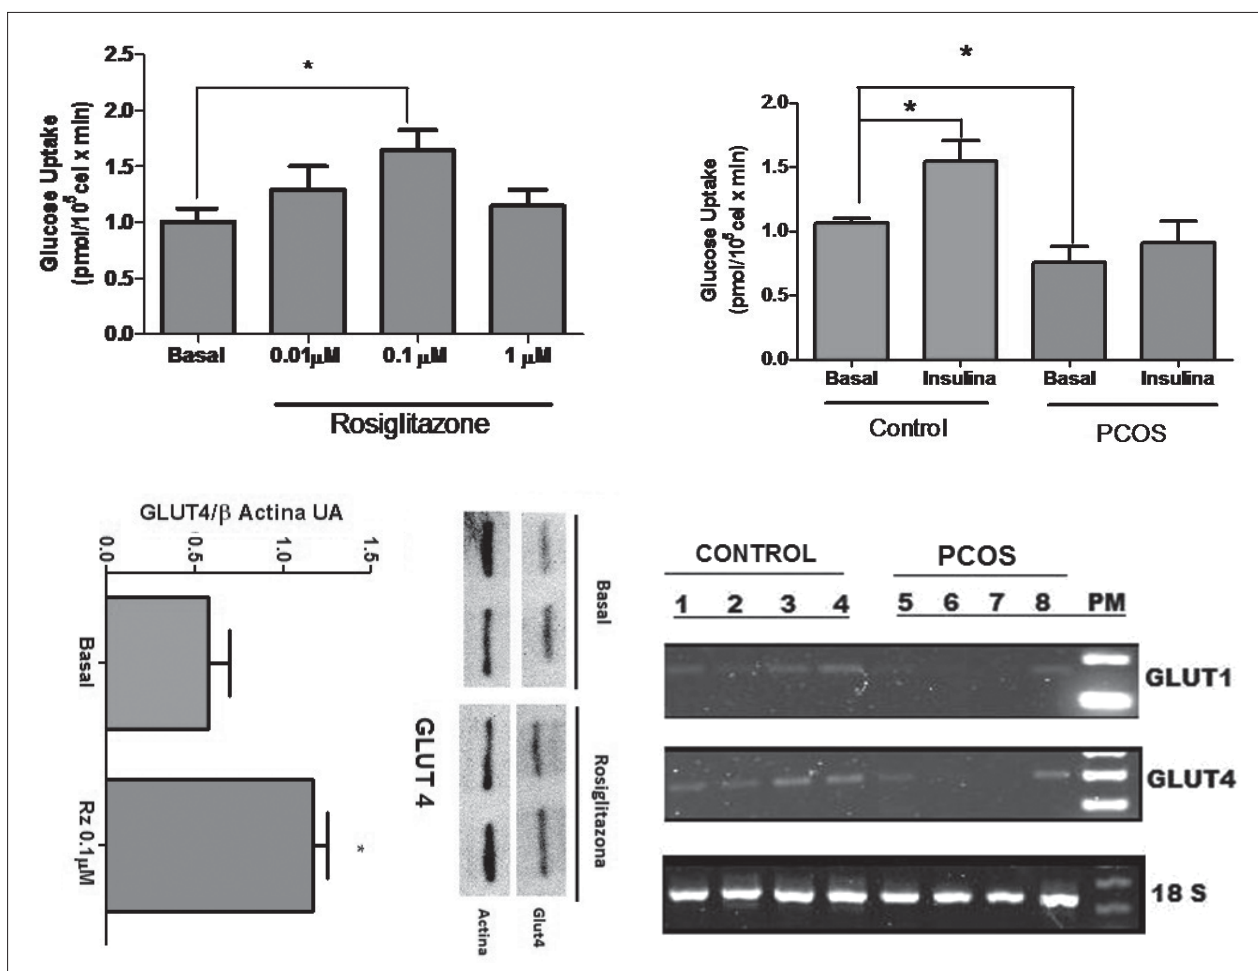 2.5
2.0
1.5
1.0
0.5
0.0
Glucose Uptake
(pmol/10⁵cel x min)
*
Basal
0.01µM
0.1 µM
1 µM
Rosiglitazone
2.0
1.5
1.0
0.5
0.0
Glucose Uptake
(pmol/10⁶cel x min)
*
*
Basal
Insulina
Basal
Insulina
Control
PCOS
GLUT4/β Actina UA
0.0
0.5
1.0
1.5
Basal
Rz 0.1µM
*
GLUT 4
Basal
Rosiglitazona
Actina
Glut4
CONTROL
PCOS
1 2 3 4 5 6 7 8 PM
GLUT1
GLUT4
18 S